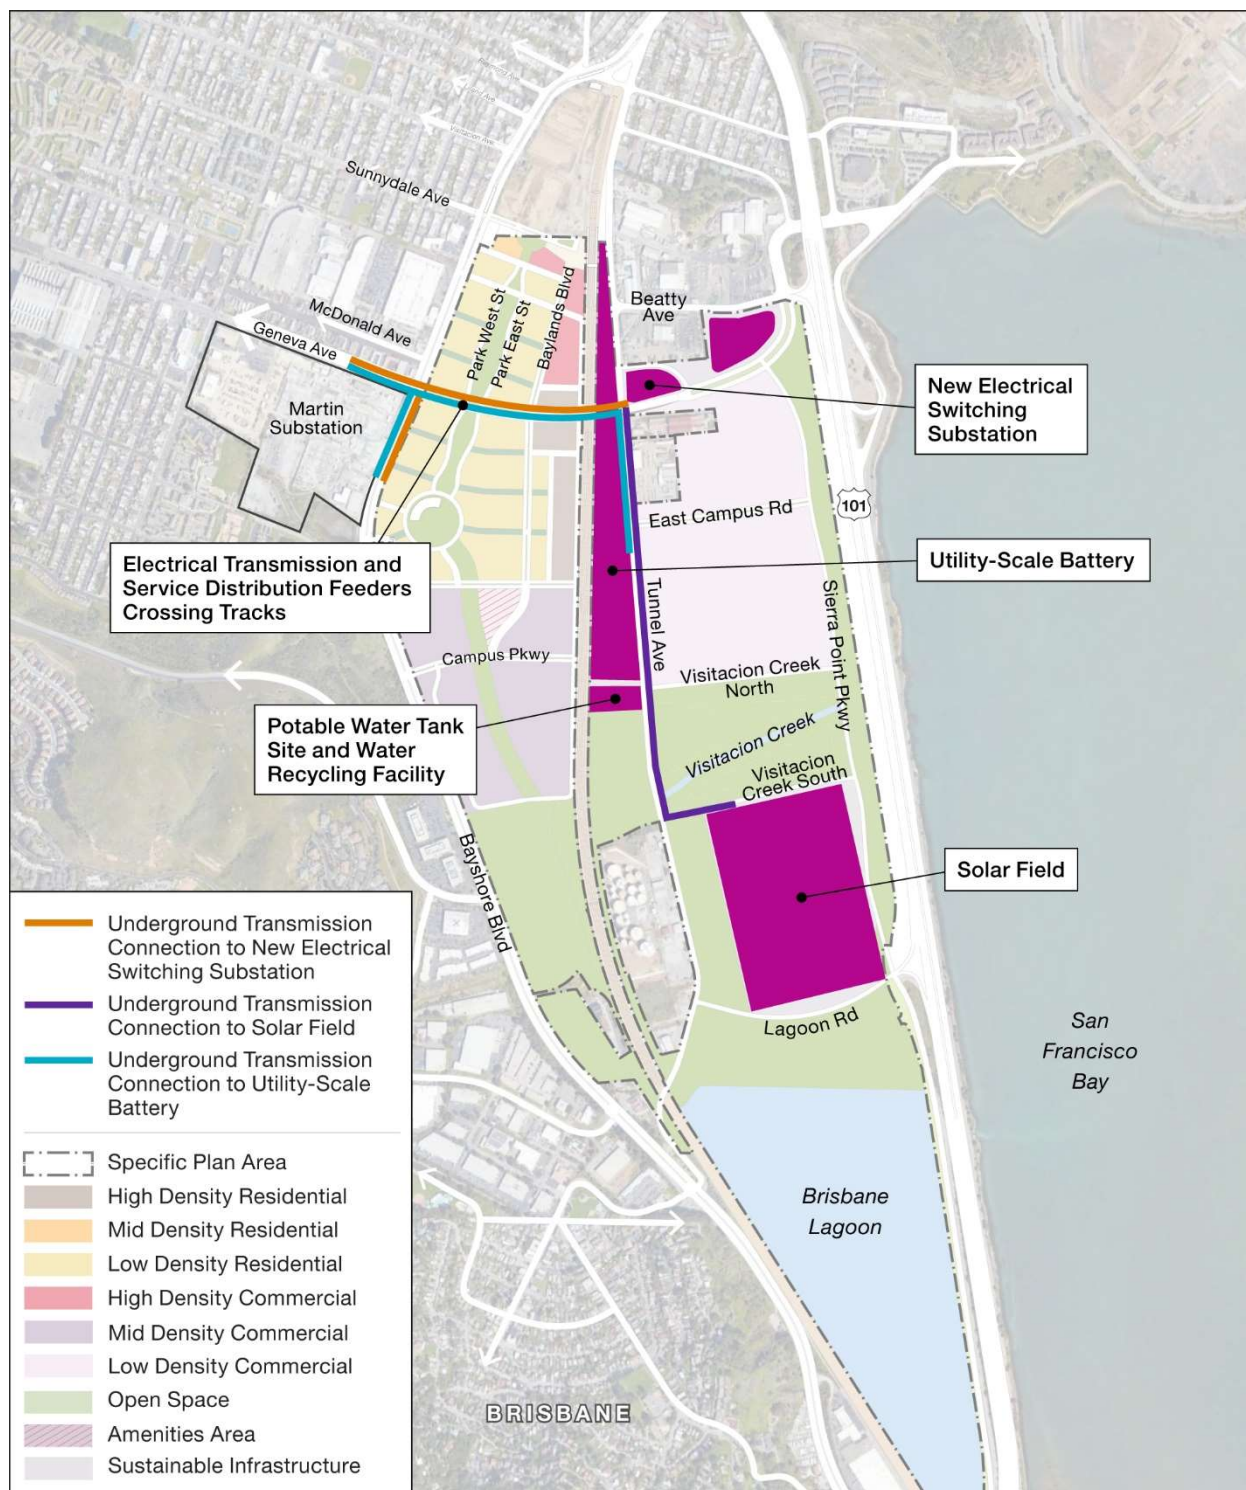 Visitacion Ave
Sunnydale Ave
McDonald Ave
Geneva Ave
Park West St
Park East St
Baylands Blvd
Beatty
Ave
Martin
Substation
New Electrical
Switching
Substation
101
East Campus Rd
Electrical Transmission and
Service Distribution Feeders
Crossing Tracks
Utility-Scale Battery
Tunnel Ave
Sierra Point Pkwy
Campus Pkwy
Visitacion Creek
North
Potable Water Tank
Site and Water
Recycling Facility
Visitacion Creek
Visitacion
Creek South
Bayshore Blvd
Solar Field
Lagoon Rd
San
Francisco
Bay
Brisbane
Lagoon
BRISBANE
Underground Transmission
Connection to New Electrical
Switching Substation
Underground Transmission
Connection to Solar Field
Underground Transmission
Connection to Utility-Scale
Battery
Specific Plan Area
High Density Residential
Mid Density Residential
Low Density Residential
High Density Commercial
Mid Density Commercial
Low Density Commercial
Open Space
Amenities Area
Sustainable Infrastructure